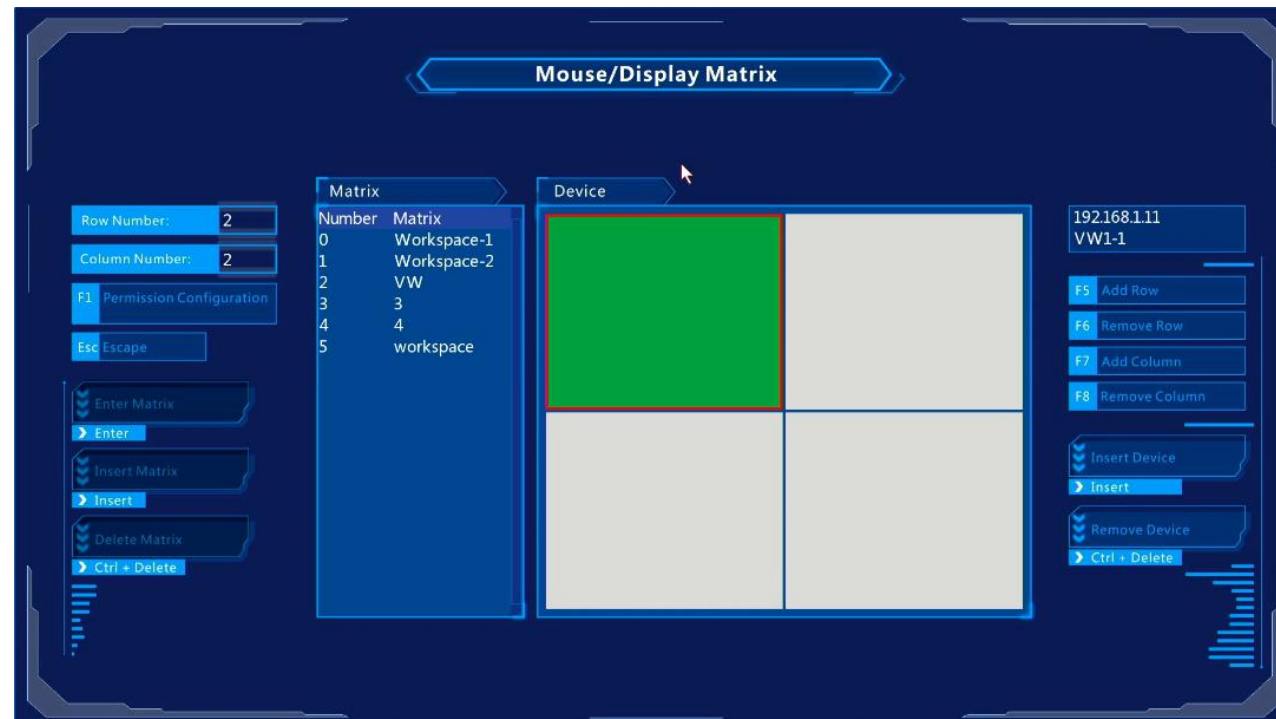 Mouse/Display Matrix
Row Number: 2
Column Number: 2
F1 Permission Configuration
Esc Escape
Enter Matrix
Enter
Insert Matrix
Insert
Delete Matrix
Ctrl + Delete
Matrix
Number Matrix
0 Workspace-1
1 Workspace-2
2 VW
3 3
4 4
5 workspace
Device
192.168.1.11
VW1-1
F5 Add Row
F6 Remove Row
F7 Add Column
F8 Remove Column
Insert Device
Insert
Remove Device
Ctrl + Delete